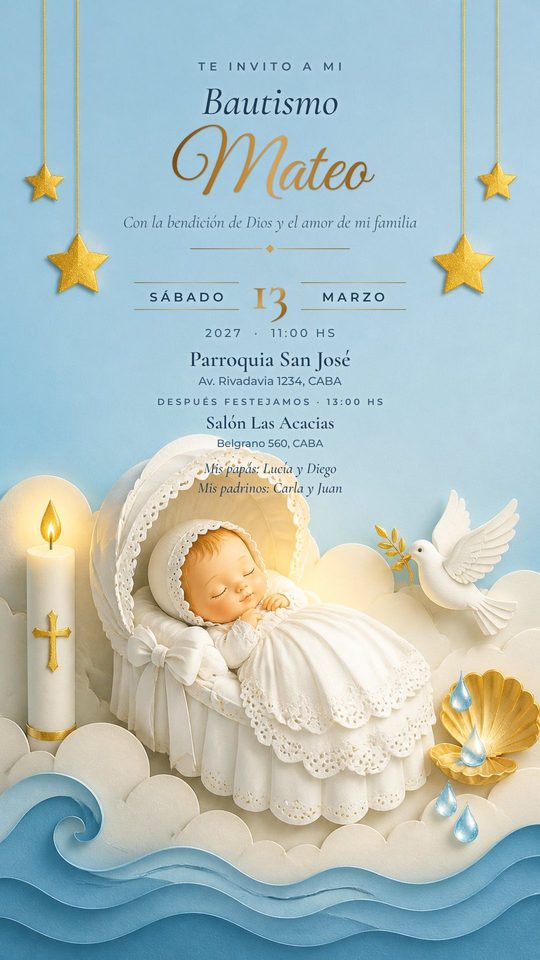 TE INVITO A MI
Bautismo
Mateo
Con la bendición de Dios y el amor de mi familia
SÁBADO 13 MARZO
2027 · 11:00 HS
Parroquia San José
Av. Rivadavia 1234, CABA
DESPUÉS FESTEJAMOS · 13:00 HS
Salón Las Acacias
Belgrano 560, CABA
Mis papás: Lucía y Diego
Mis padrinos: Carla y Juan